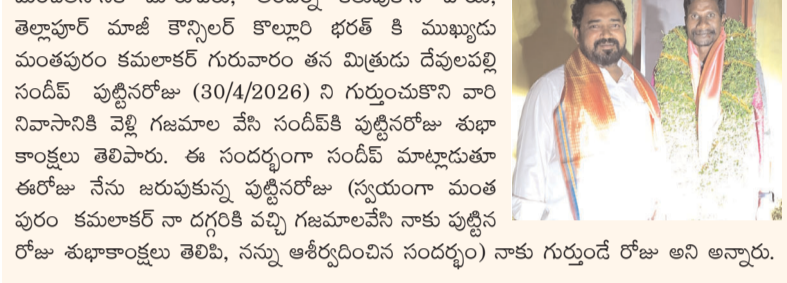 తెల్లాపూర్ మాజీ కౌన్సిలర్ కొల్లూరి భరత్ కి ముఖ్యుడు
మంతపురం కమలాకర్ గురువారం తన మిత్రుడు దేవులపల్లి
సందీప్ పుట్టినరోజు (30/4/2026) ని గుర్తుంచుకొని వారి
నివాసానికి వెళ్లి గజమాల వేసి సందీప్‌కి పుట్టినరోజు శుభా
కాంక్షలు తెలిపారు. ఈ సందర్భంగా సందీప్ మాట్లాడుతూ
ఈరోజు నేను జరుపుకున్న పుట్టినరోజు (స్వయంగా మంత
పురం కమలాకర్ నా దగ్గరికి వచ్చి గజమాలవేసి నాకు పుట్టిన
రోజు శుభాకాంక్షలు తెలిపి, నన్ను ఆశీర్వదించిన సందర్భం) నాకు గుర్తుండే రోజు అని అన్నారు.